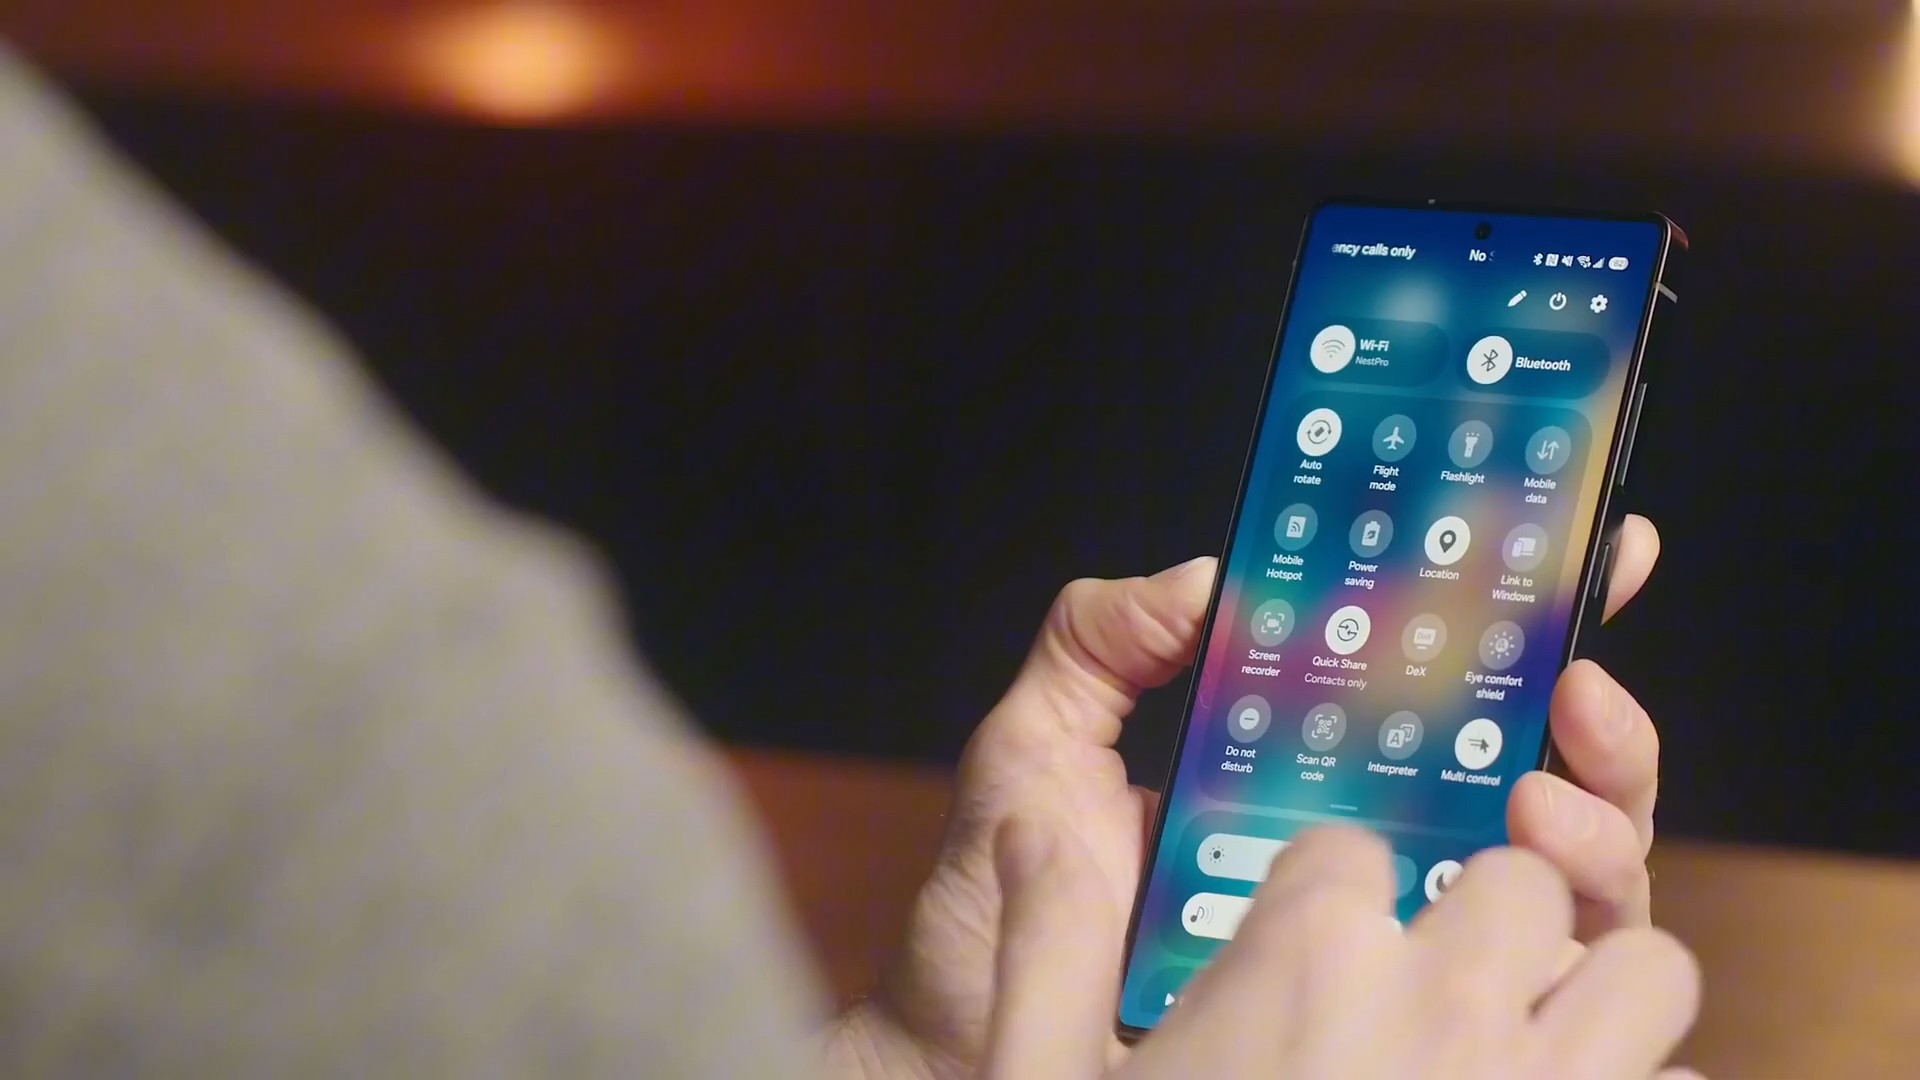 ency calls only
No
62
Wi-Fi
NestPro
Bluetooth
Auto
rotate
Flight
mode
Flashlight
Mobile
data
Mobile
Hotspot
Power
saving
Location
Link to
Windows
Screen
recorder
Quick Share
Contacts only
DeX
DeX
Eye comfort
shield
Do not
disturb
Scan QR
code
A
Interpreter
Multi control